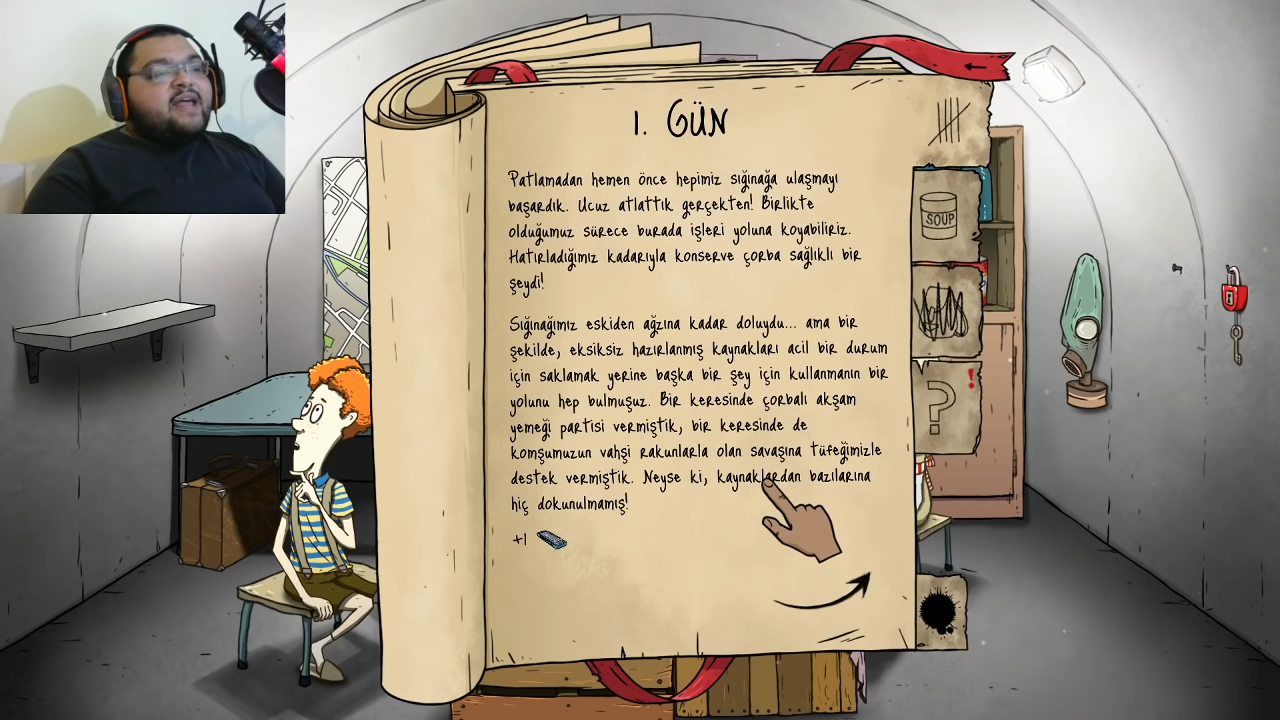 1. GÜN
Patlamadan hemen önce hepimiz sığınağa ulaşmayı
başardık. Ucuz atlattık gerçekten! Birlikte
olduğumuz sürece burada işleri yoluna koyabiliriz.
Hatırladığımız kadarıyla konserve çorba sağlıklı bir
şeydi!
Sığınağımız eskiden ağzına kadar doluydu... ama bir
şekilde, eksiksiz hazırlanmış kaynakları acil bir durum
için saklamak yerine başka bir şey için kullanmanın bir
yolunu hep bulmuşuz. Bir keresinde çorbalı akşam
yemeği partisi vermiştik, bir keresinde de
komşumuzun vahşi rakunlarla olan savaşına tüfeğimizle
destek vermiştik. Neyse ki, kaynaklardan bazılarına
hiç dokunulmamış!
+1
SOUP
?
!